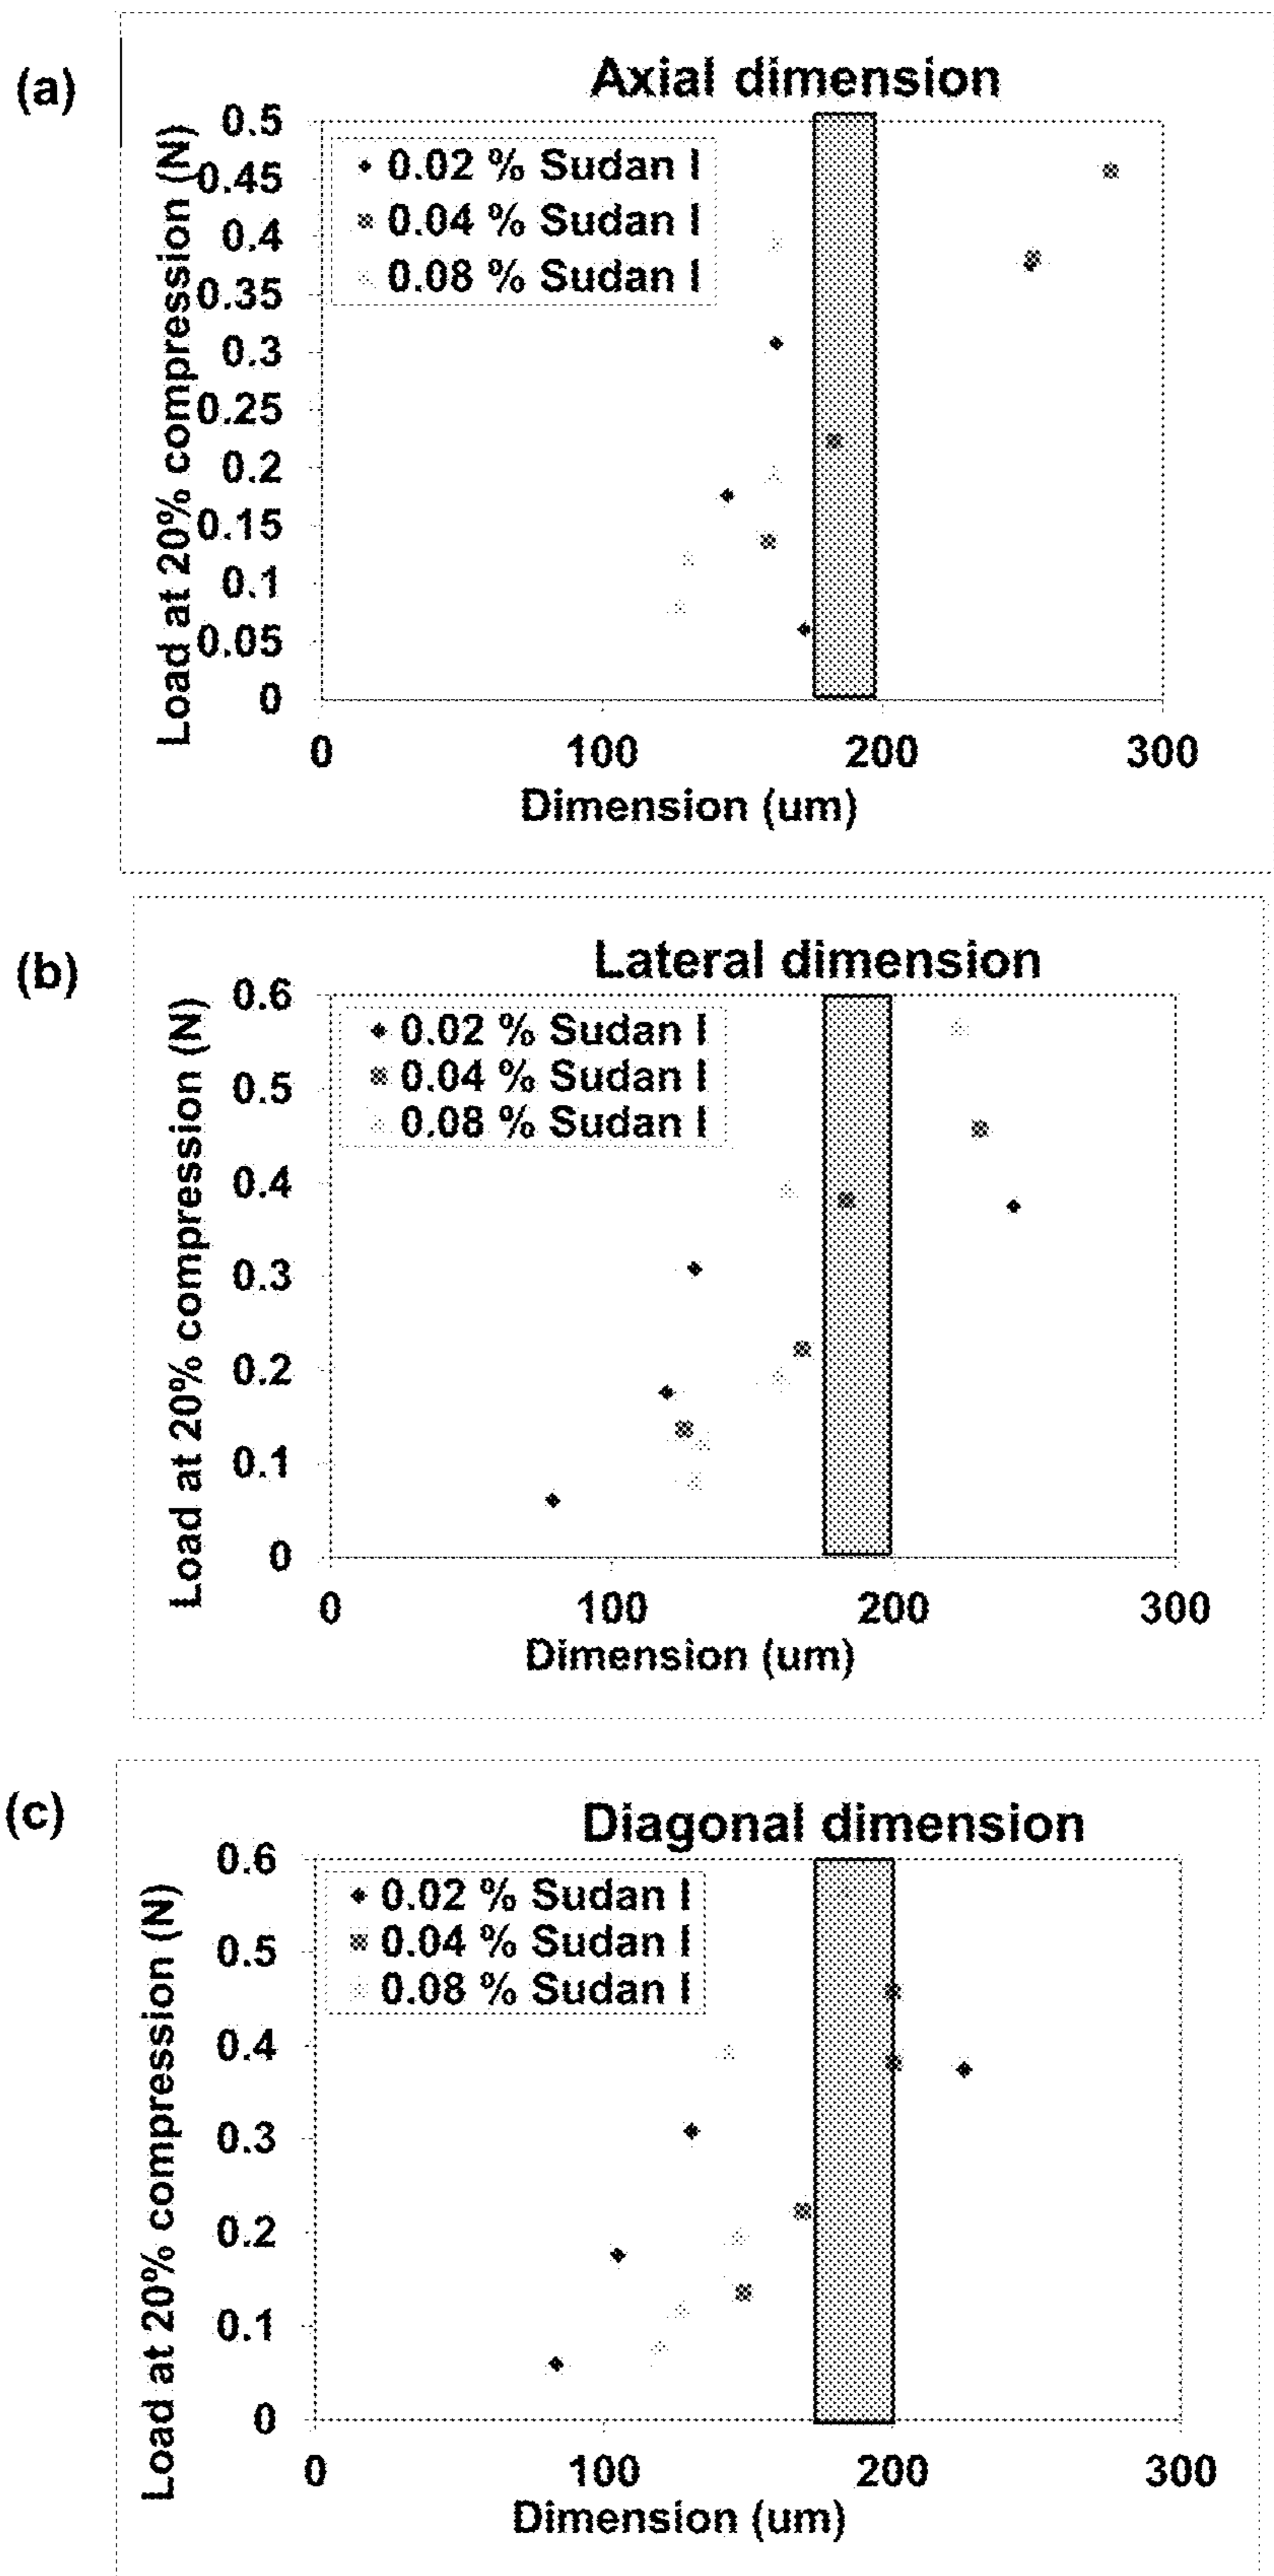 (a)
Axial dimension
Load at 20% compression (N)
0.5
0.45
0.4
0.35
0.3
0.25
0.2
0.15
0.1
0.05
0
0.02 % Sudan I
0.04 % Sudan I
0.08 % Sudan I
0 100 200 300
Dimension (um)
(b)
Lateral dimension
Load at 20% compression (N)
0.6
0.5
0.4
0.3
0.2
0.1
0
0.02 % Sudan I
0.04 % Sudan I
0.08 % Sudan I
0 100 200 300
Dimension (um)
(c)
Diagonal dimension
Load at 20% compression (N)
0.6
0.5
0.4
0.3
0.2
0.1
0
0.02 % Sudan I
0.04 % Sudan I
0.08 % Sudan I
0 100 200 300
Dimension (um)